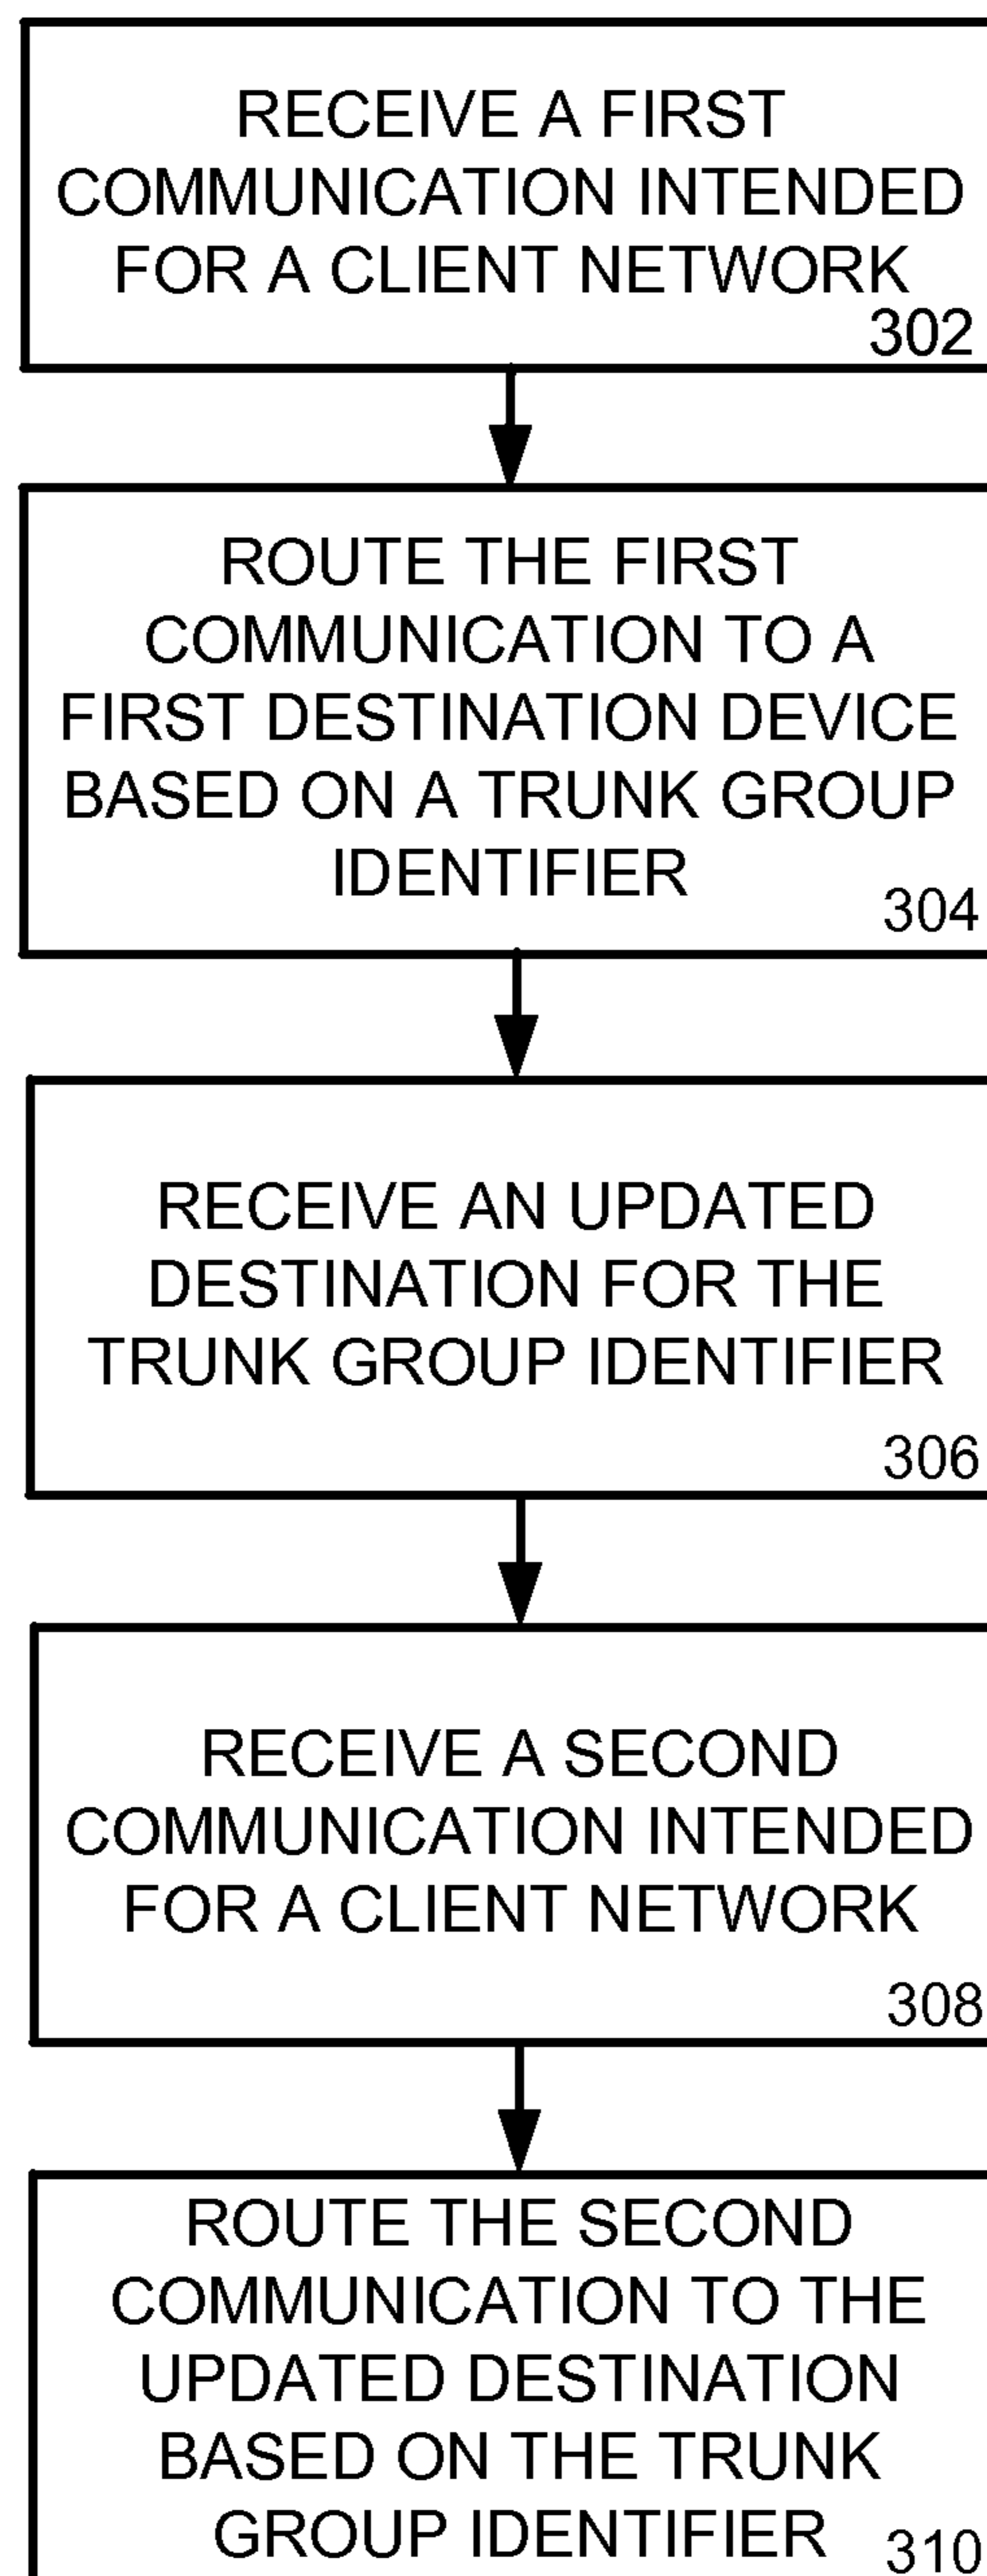 RECEIVE A FIRST
COMMUNICATION INTENDED
FOR A CLIENT NETWORK
302
ROUTE THE FIRST
COMMUNICATION TO A
FIRST DESTINATION DEVICE
BASED ON A TRUNK GROUP
IDENTIFIER
304
RECEIVE AN UPDATED
DESTINATION FOR THE
TRUNK GROUP IDENTIFIER
306
RECEIVE A SECOND
COMMUNICATION INTENDED
FOR A CLIENT NETWORK
308
ROUTE THE SECOND
COMMUNICATION TO THE
UPDATED DESTINATION
BASED ON THE TRUNK
GROUP IDENTIFIER
310